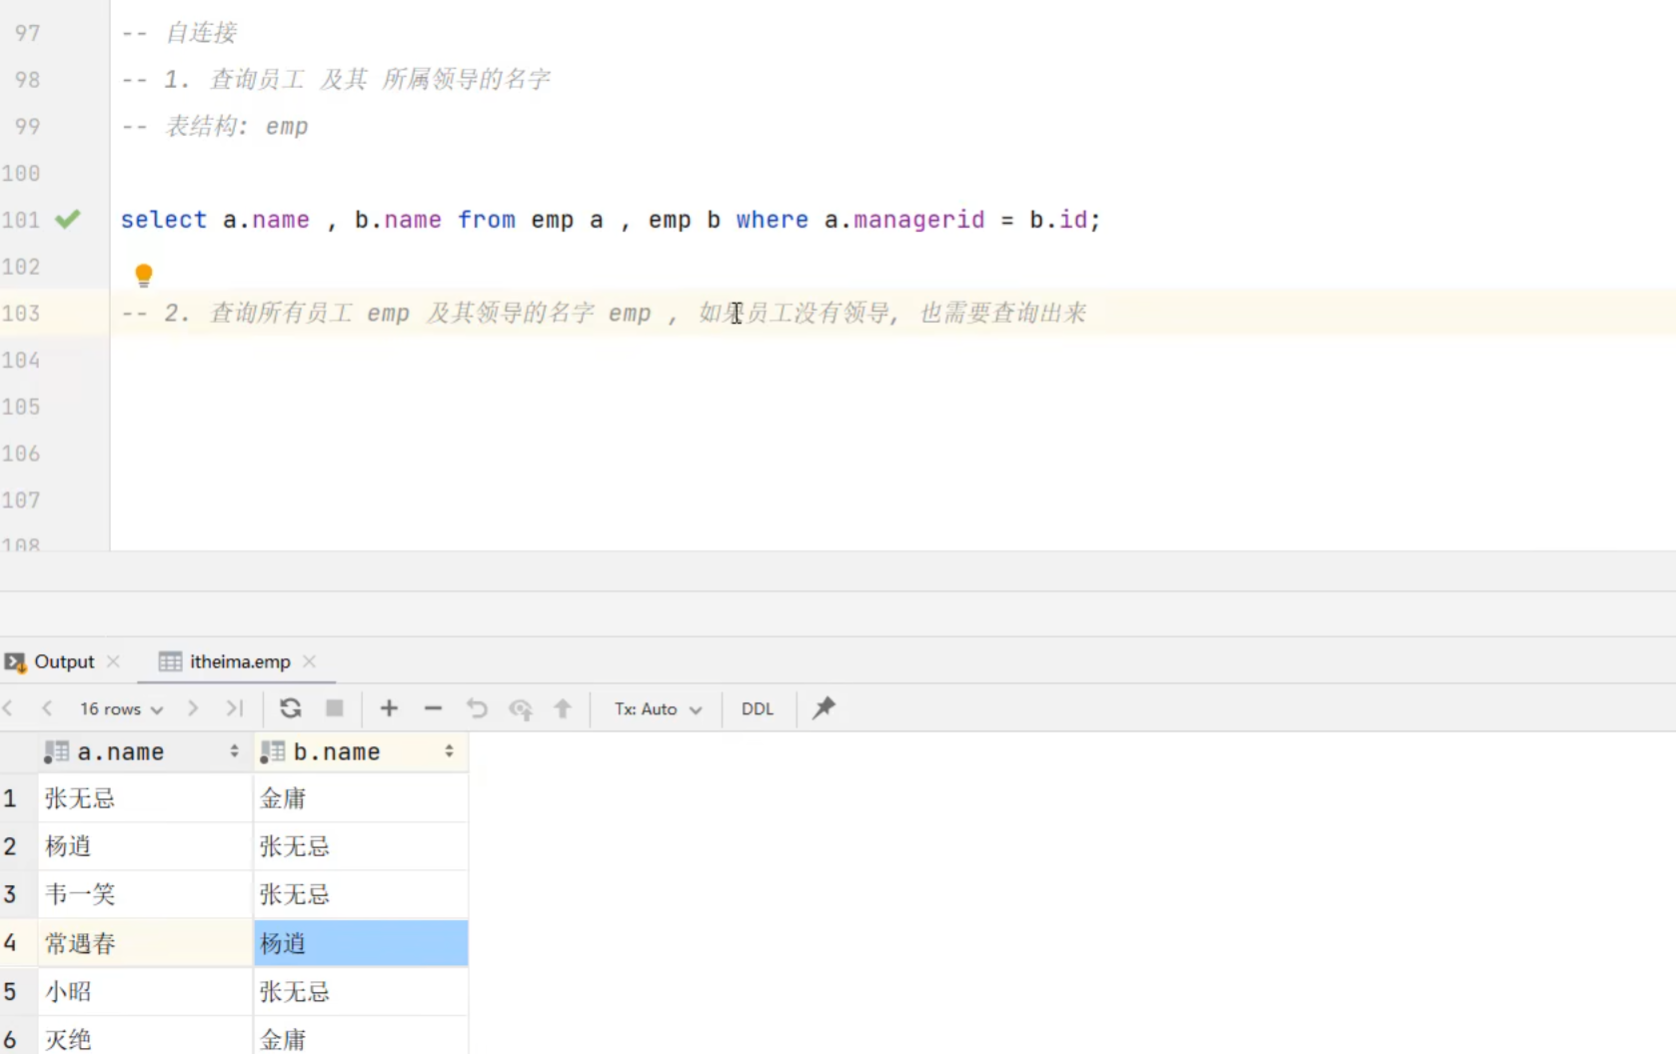 97 -- 自连接
98 -- 1. 查询员工 及其 所属领导的名字
99 -- 表结构: emp
100
101 select a.name , b.name from emp a , emp b where a.managerid = b.id;
102
103 -- 2. 查询所有员工 emp 及其领导的名字 emp , 如果员工没有领导, 也需要查询出来
104
105
106
107
108
Output itheima.emp
16 rows Tx: Auto DDL
a.name b.name
1 张无忌 金庸
2 杨逍 张无忌
3 韦一笑 张无忌
4 常遇春 杨逍
5 小昭 张无忌
6 灭绝 金庸